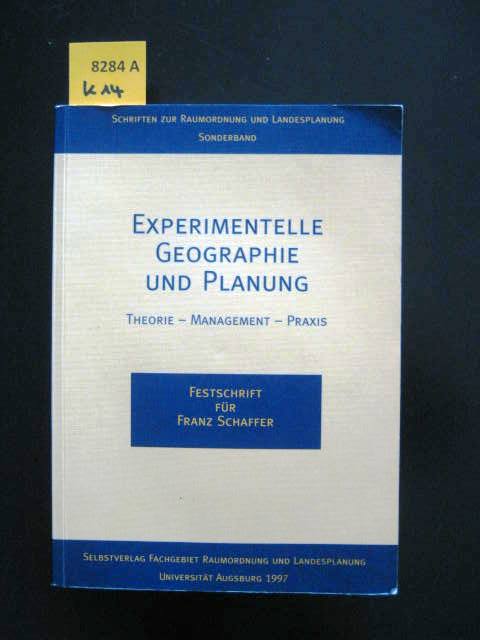 8284 A
K 14
SCHRIFTEN ZUR RAUMORDNUNG UND LANDESPLANUNG
SONDERBAND
EXPERIMENTELLE
GEOGRAPHIE
UND PLANUNG
THEORIE – MANAGEMENT – PRAXIS
FESTSCHRIFT
FÜR
FRANZ SCHAFFER
SELBSTVERLAG FACHGEBIET RAUMORDNUNG UND LANDESPLANUNG
UNIVERSITÄT AUGSBURG 1997